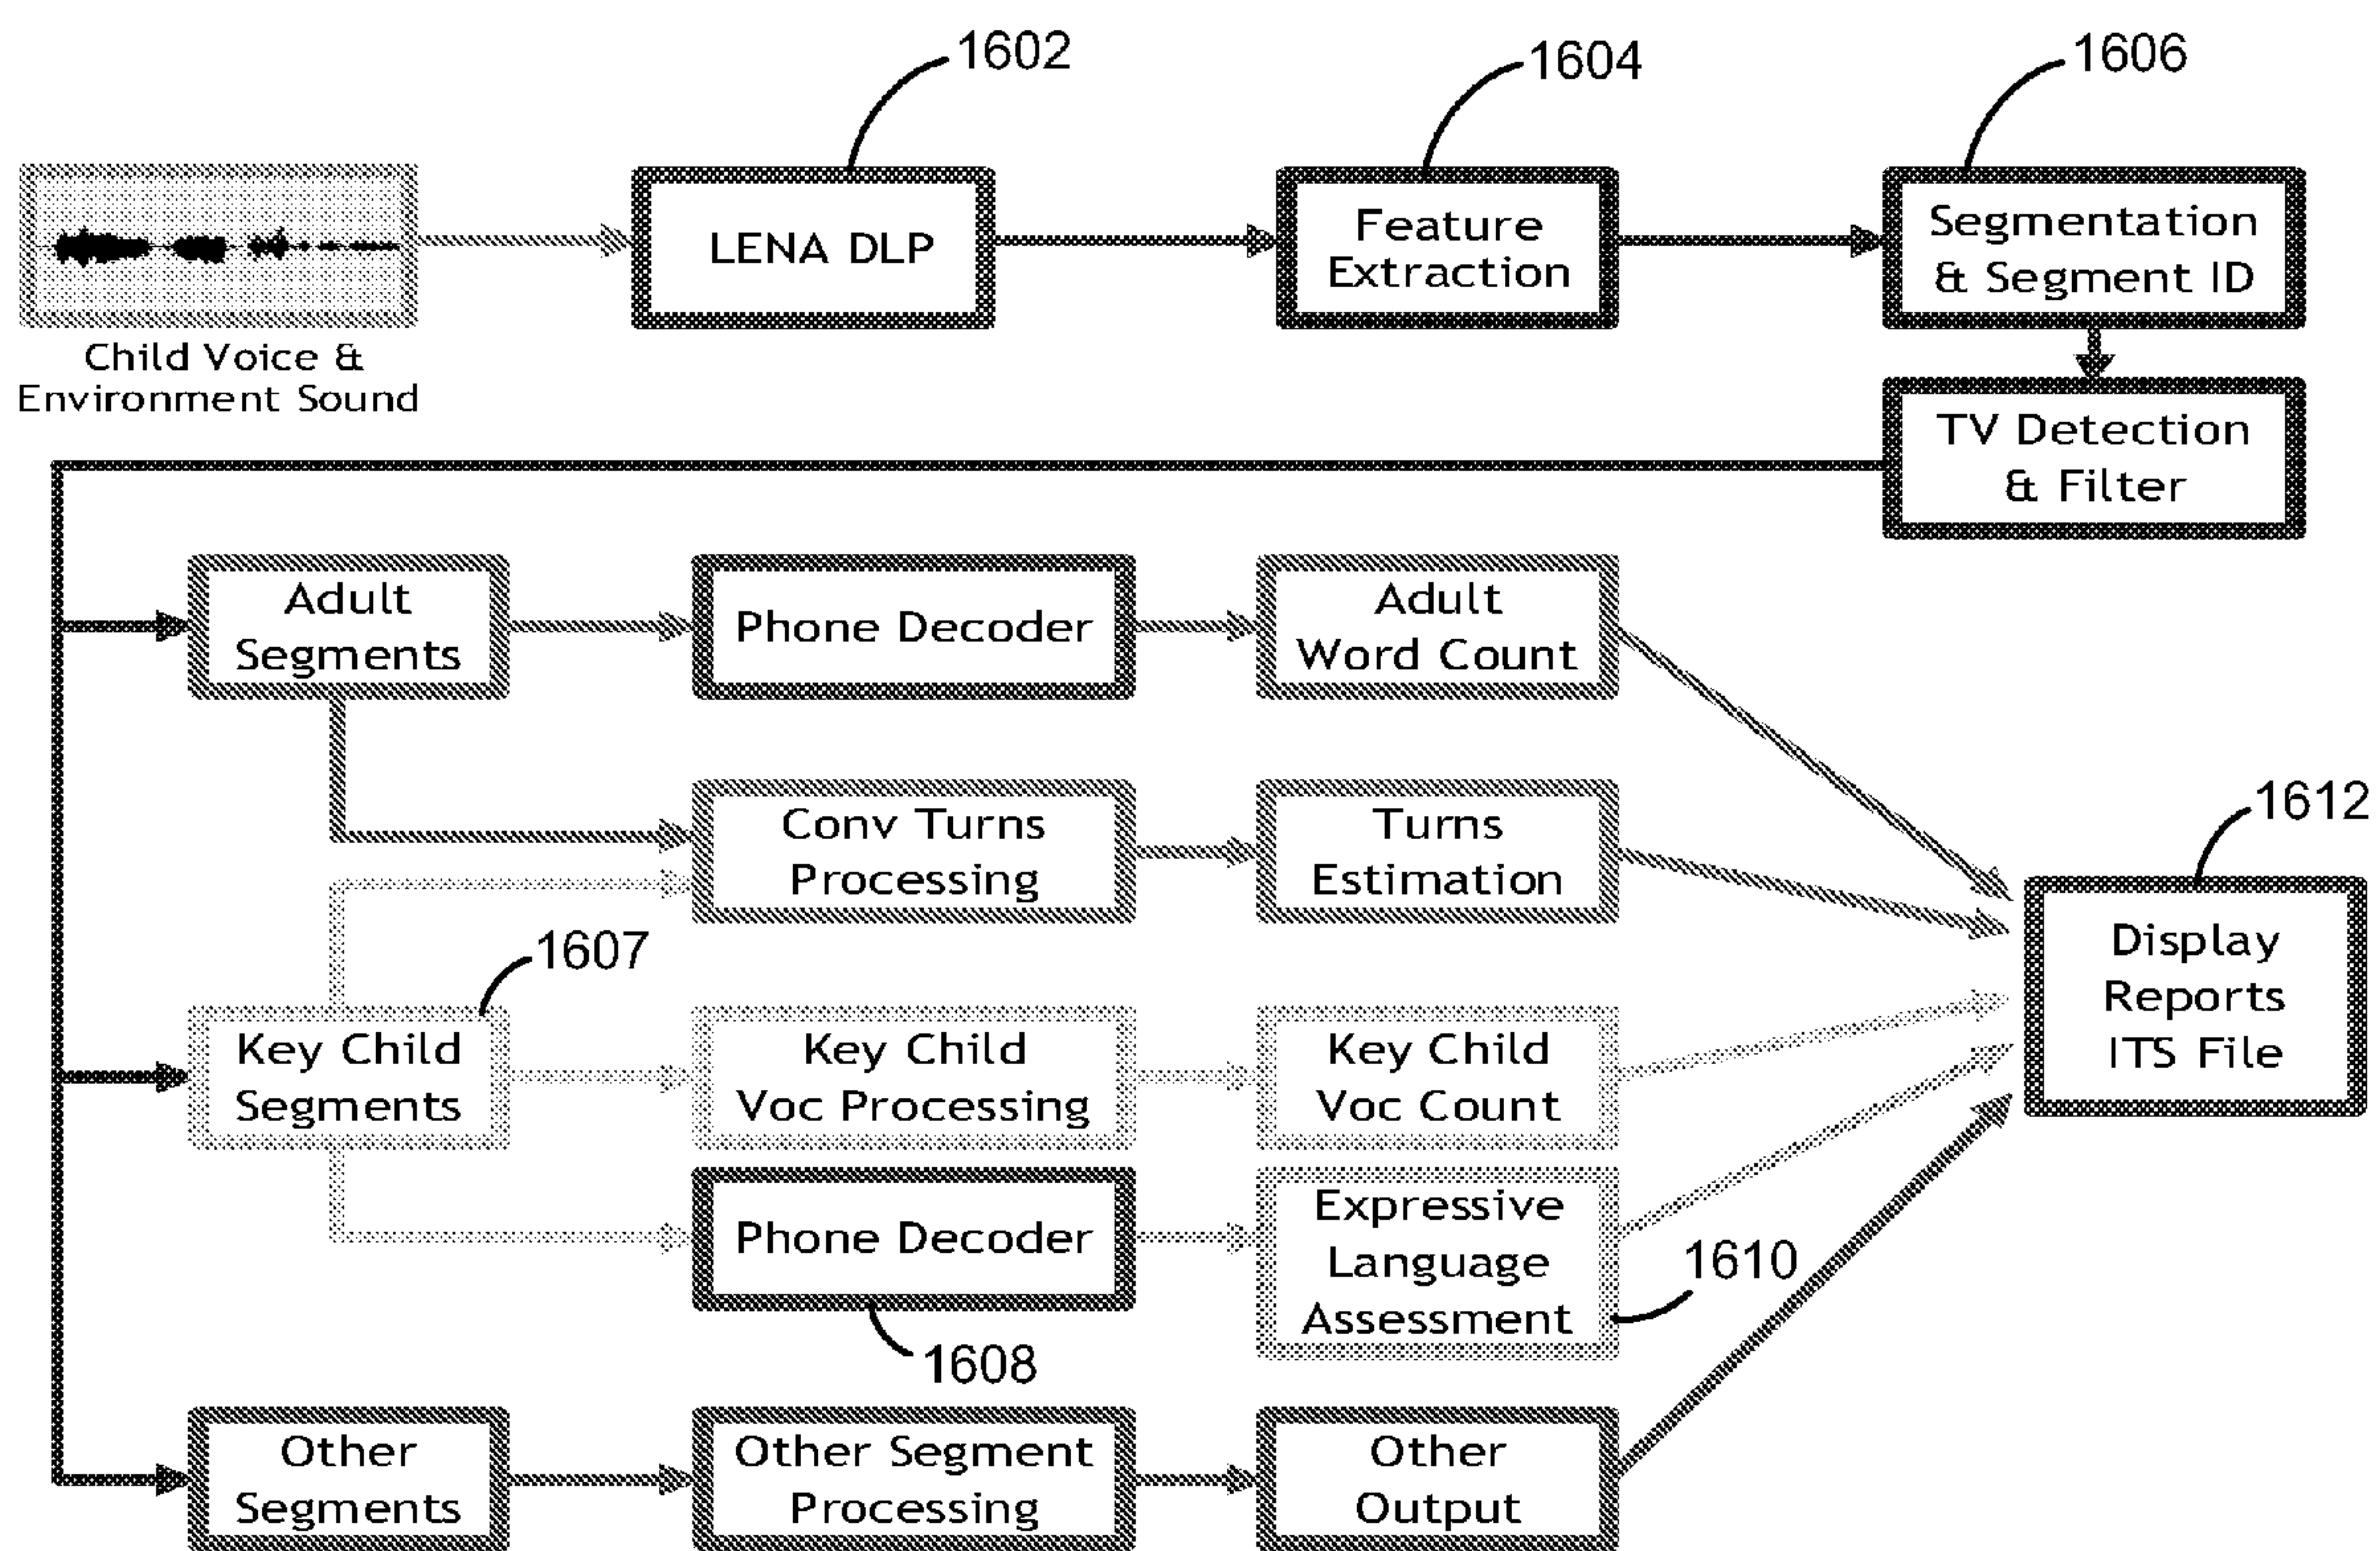 1602
1604
1606
LENA DLP
Feature
Extraction
Segmentation
& Segment ID
Child Voice &
Environment Sound
TV Detection
& Filter
Adult
Segments
Phone Decoder
Adult
Word Count
Conv Turns
Processing
Turns
Estimation
1612
Display
Reports
ITS File
1607
Key Child
Segments
Key Child
Voc Processing
Key Child
Voc Count
Phone Decoder
1608
Expressive
Language
Assessment
1610
Other
Segments
Other Segment
Processing
Other
Output